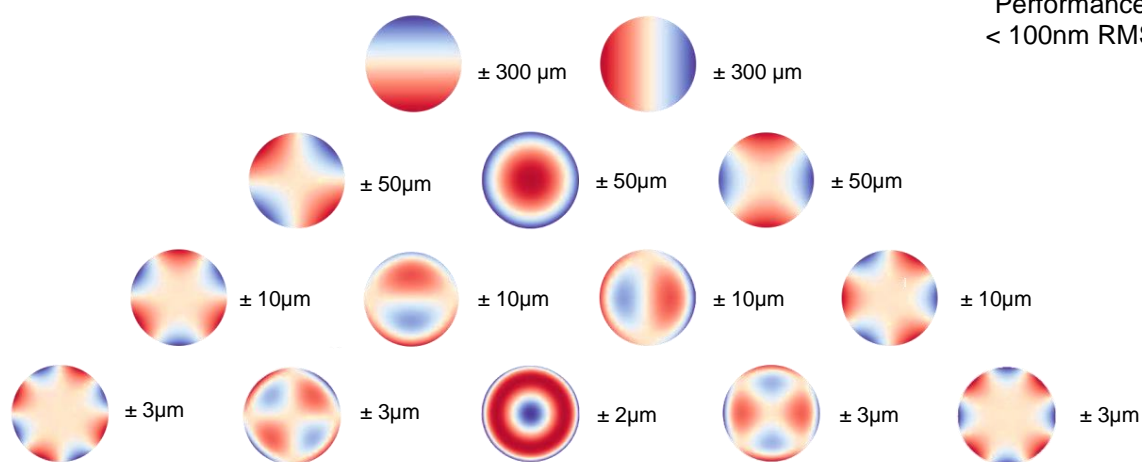 Performance
< 100nm RMS
± 300 µm
± 300 µm
± 50µm
± 50µm
± 50µm
± 10µm
± 10µm
± 10µm
± 10µm
± 3µm
± 3µm
± 2µm
± 3µm
± 3µm